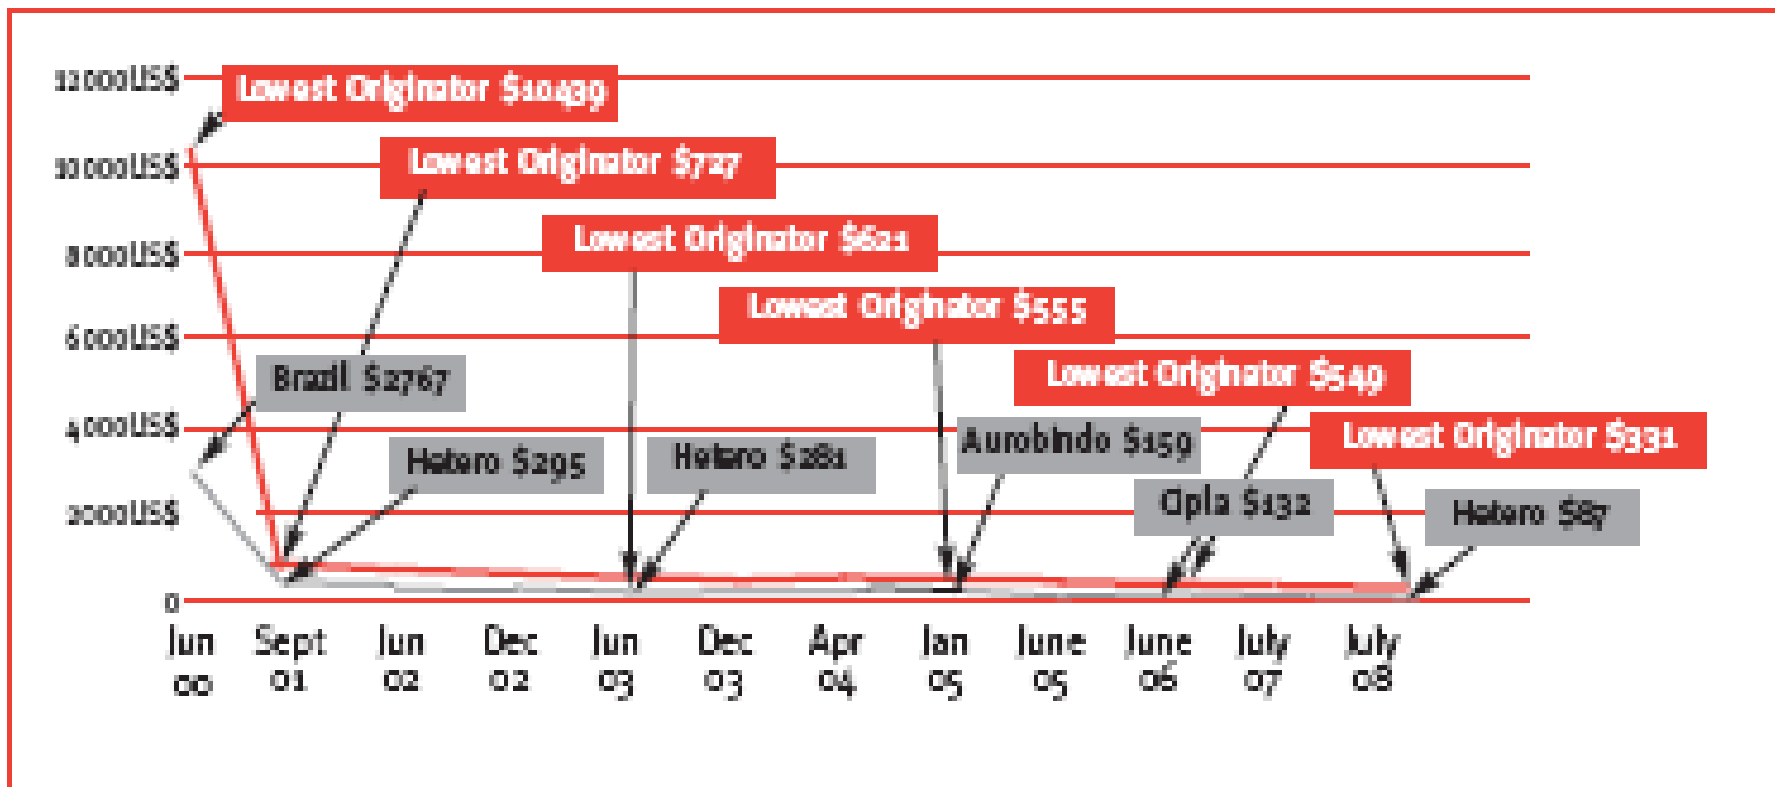 12000US$
Lowest Originator $10439
10000US$
Lowest Originator $727
8000US$
Lowest Originator $621
6000US$
Lowest Originator $555
Brazil $2767
Lowest Originator $549
4000US$
Hetero $295
Hetero $281
Aurobindo $159
Lowest Originator $331
2000US$
Cipla $132
Hetero $87
0
Jun Sept Jun Dec Jun Dec Apr Jan June June July July
00 01 02 02 03 03 04 05 05 06 07 08